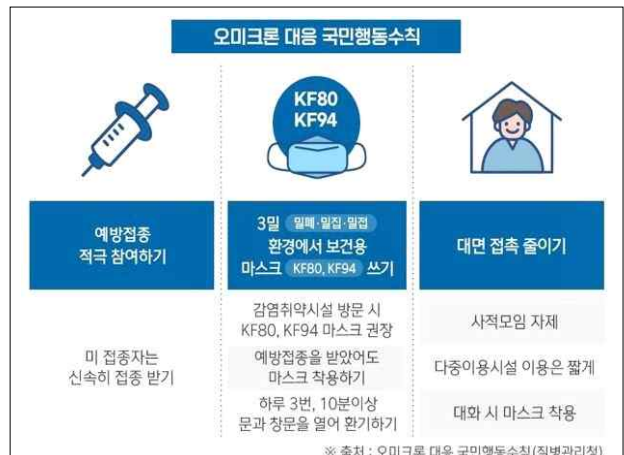 오미크론 대응 국민행동수칙
KF80
KF94
예방접종
적극 참여하기
3밀 밀폐·밀집·밀접
환경에서 보건용
마스크 KF80, KF94 쓰기
대면 접촉 줄이기
미 접종자는
신속히 접종 받기
감염취약시설 방문 시
KF80, KF94 마스크 권장
예방접종을 받았어도
마스크 착용하기
하루 3번, 10분이상
문과 창문을 열어 환기하기
사적모임 자제
다중이용시설 이용은 짧게
대화 시 마스크 착용
※ 출처 : 오미크론 대응 국민행동수칙(질병관리청)